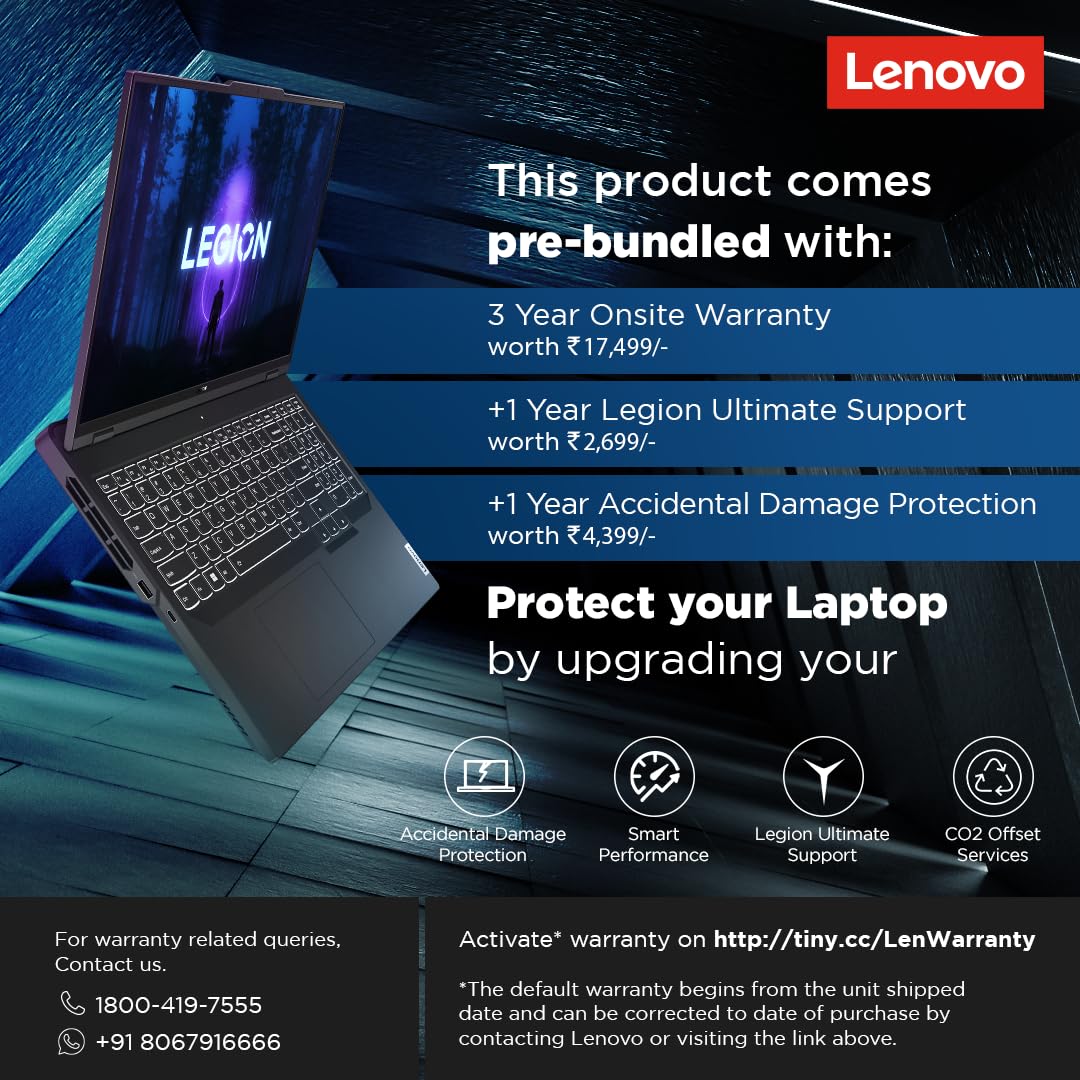 Lenovo
This product comes
pre-bundled with:
3 Year Onsite Warranty
worth ₹17,499/-
+1 Year Legion Ultimate Support
worth ₹2,699/-
+1 Year Accidental Damage Protection
worth ₹4,399/-
LEGION
Protect your Laptop
by upgrading your
Accidental Damage
Protection
Smart
Performance
Legion Ultimate
Support
CO2 Offset
Services
For warranty related queries,
Contact us.
1800-419-7555
+91 8067916666
Activate* warranty on http://tiny.cc/LenWarranty
*The default warranty begins from the unit shipped
date and can be corrected to date of purchase by
contacting Lenovo or visiting the link above.